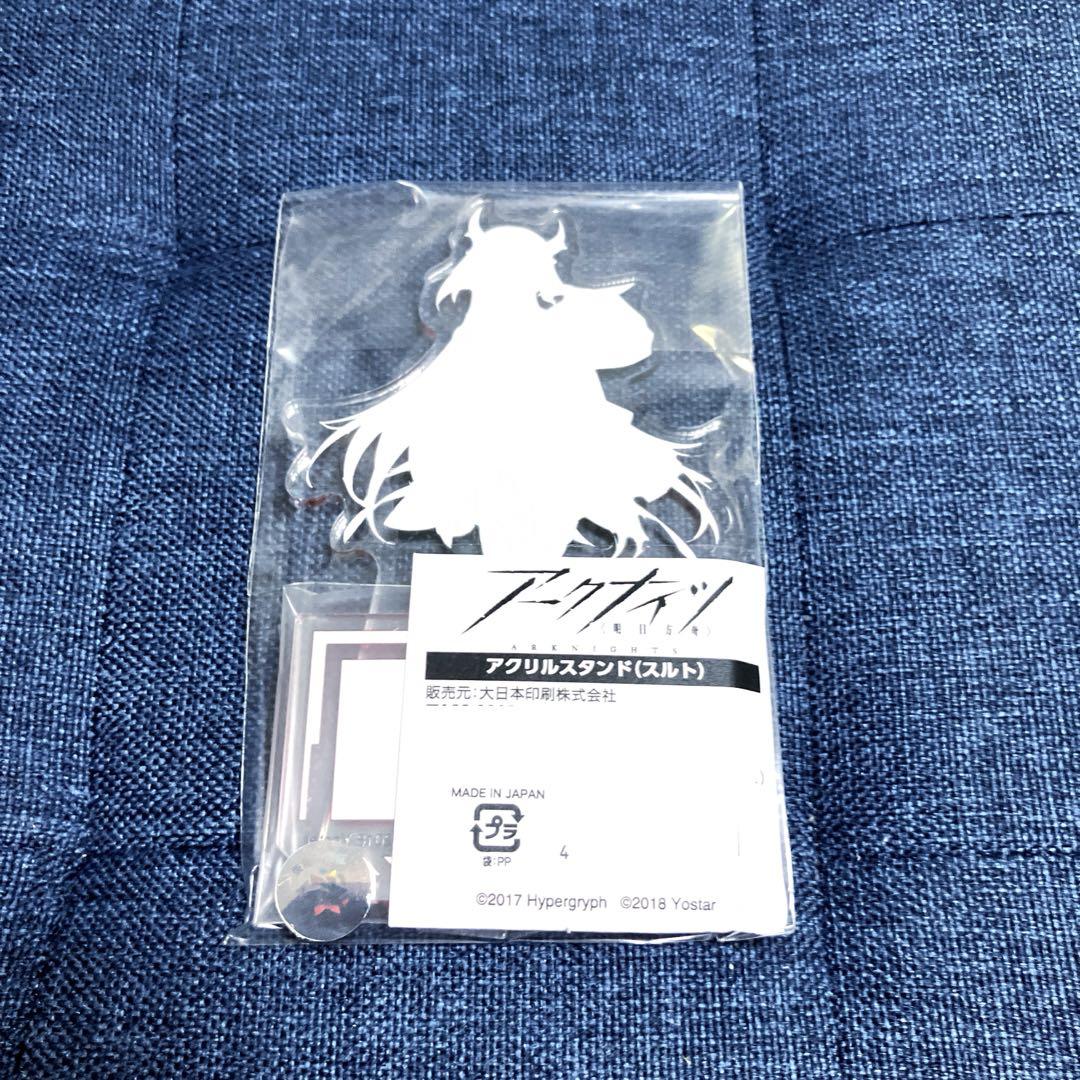 アークナイツ
〈明日方舟〉
ARKNIGHTS
アクリルスタンド(スルト)
販売元:大日本印刷株式会社
MADE IN JAPAN
プラ
袋:PP
4
©2017 Hypergryph ©2018 Yostar